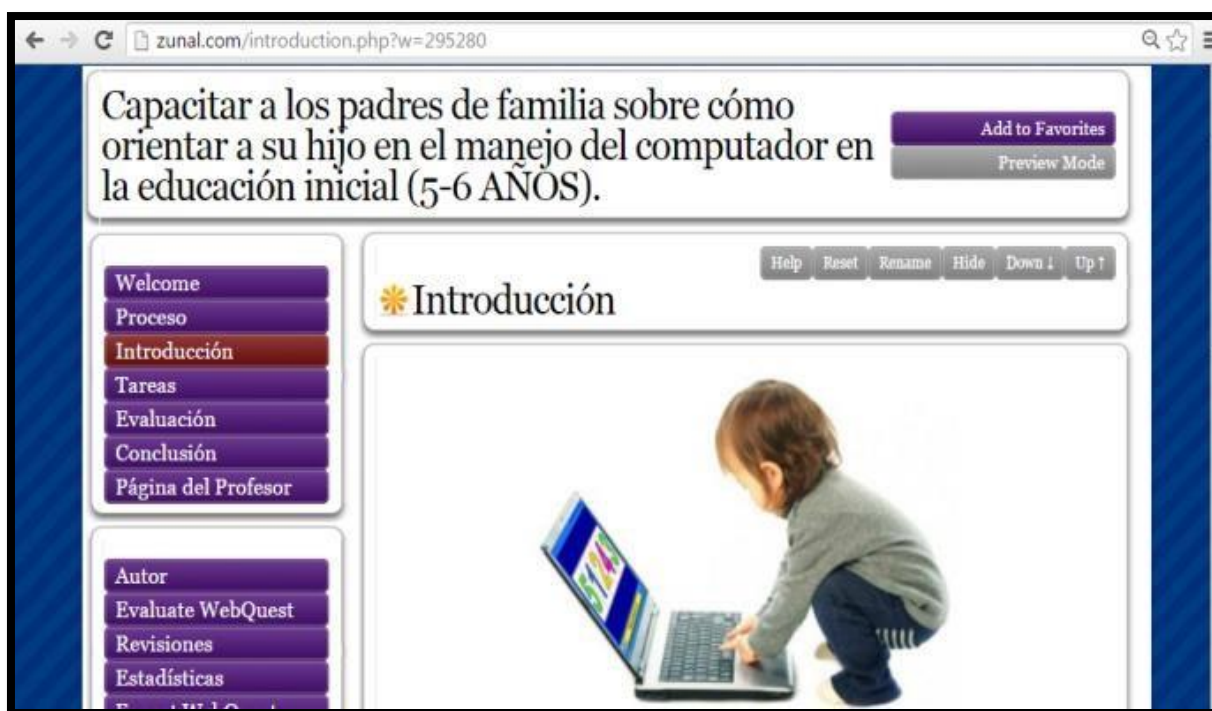 zunal.com/introduction.php?w=295280
Capacitar a los padres de familia sobre cómo
orientar a su hijo en el manejo del computador en
la educación inicial (5-6 AÑOS).
Add to Favorites
Preview Mode
Welcome
Proceso
Introducción
Tareas
Evaluación
Conclusión
Página del Profesor
Help Reset Rename Hide Down ↓ Up ↑
Introducción
51243
Autor
Evaluate WebQuest
Revisiones
Estadísticas